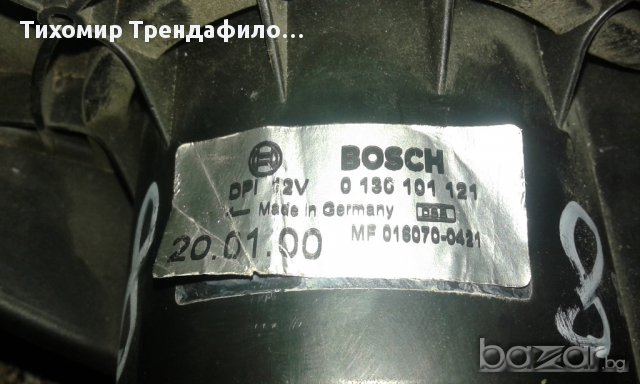 Тихомир Трендафило...
BOSCH
DPI 12V 0 130 101 121
Made in Germany
20.01.00 MF 016070-0421
8
8
bazar.bg